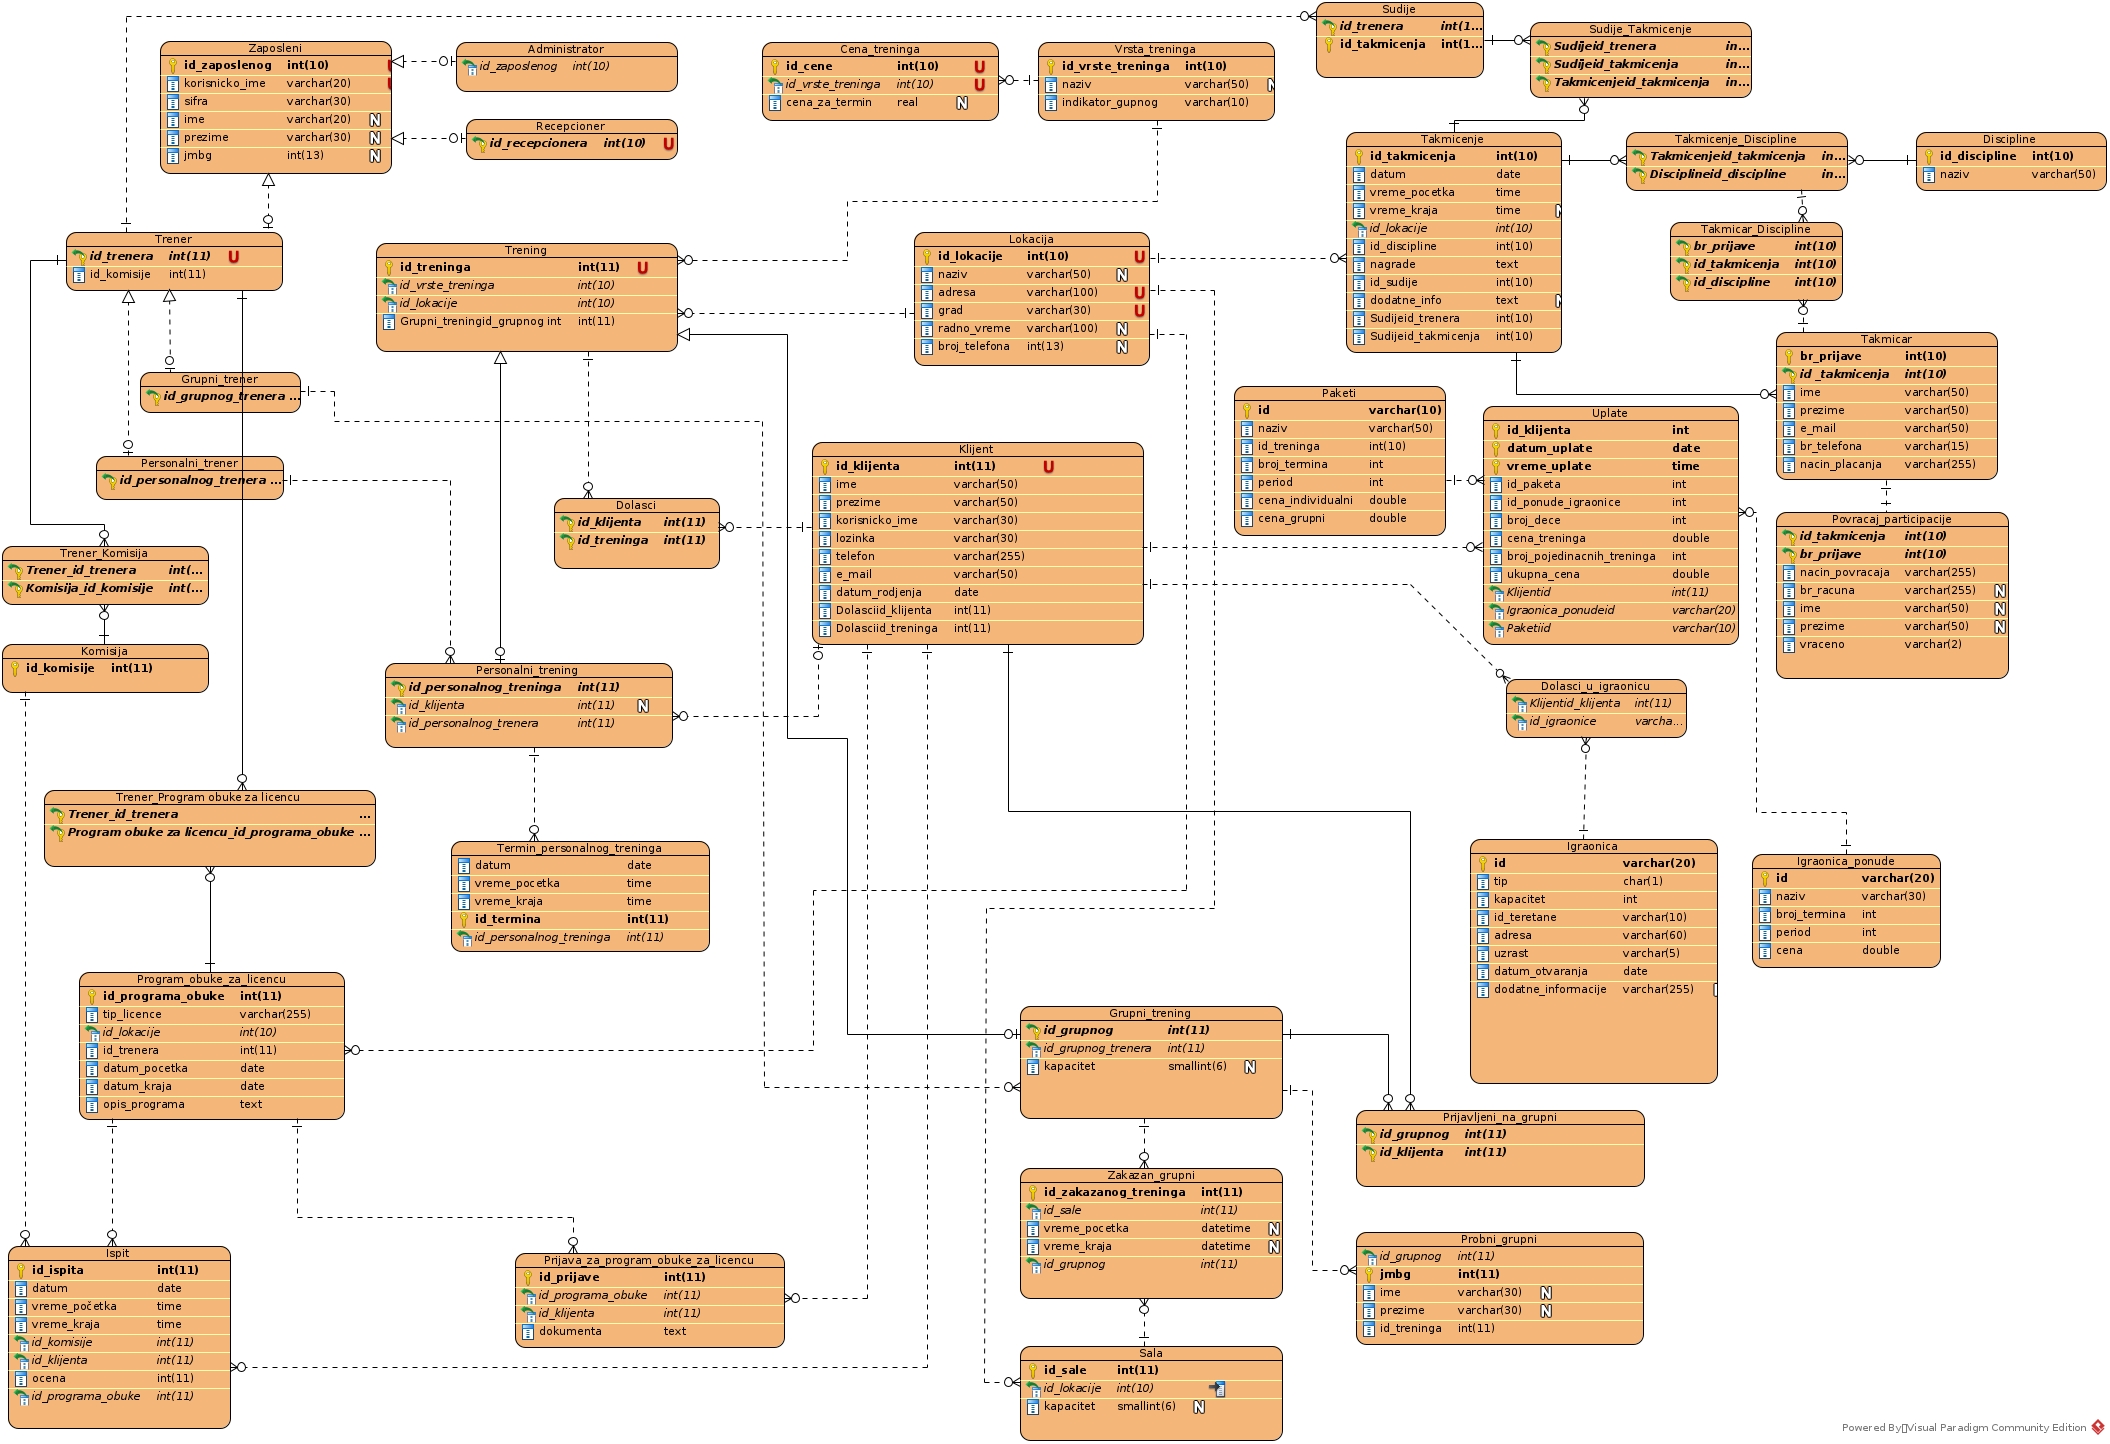 Sudije
id_trenera int(1...
id_takmicenja int(1...
Sudije_Takmicenje
Sudijeid_trenera in...
Sudijeid_takmicenja in...
Takmicenjeid_takmicenja in...
Zaposleni
id_zaposlenog int(10) U
korisnicko_ime varchar(20)
sifra varchar(30)
ime varchar(20) N
prezime varchar(30) N
jmbg int(13) N
Administrator
id_zaposlenog int(10)
Recepcioner
id_recepcionera int(10) U
Cena_treninga
id_cene int(10) U
id_vrste_treninga int(10) U
cena_za_termin real N
Vrsta_treninga
id_vrste_treninga int(10)
naziv varchar(50) N
indikator_gupnog varchar(10)
Takmicenje
id_takmicenja int(10)
datum date
vreme_pocetka time
vreme_kraja time N
id_lokacije int(10)
id_discipline int(10)
nagrade text
id_sudije int(10)
dodatne_info text N
Sudijeid_trenera int(10)
Sudijeid_takmicenja int(10)
Takmicenje_Discipline
Takmicenjeid_takmicenja in...
Disciplineid_discipline in...
Discipline
id_discipline int(10)
naziv varchar(50)
Takmicar_Discipline
br_prijave int(10)
id_takmicenja int(10)
id_discipline int(10)
Trener
id_trenera int(11) U
id_komisije int(11)
Trening
id_treninga int(11) U
id_vrste_treninga int(10)
id_lokacije int(10)
Grupni_treningid_grupnog int int(11)
Lokacija
id_lokacije int(10) U
naziv varchar(50) N
adresa varchar(100) U
grad varchar(30) U
radno_vreme varchar(100) N
broj_telefona int(13) N
Takmicar
br_prijave int(10)
id _takmicenja int(10)
ime varchar(50)
prezime varchar(50)
e_mail varchar(50)
br_telefona varchar(15)
nacin_placanja varchar(255)
Grupni_trener
id_grupnog_trenera ...
Paketi
id varchar(10)
naziv varchar(50)
id_treninga int(10)
broj_termina int
period int
cena_individualni double
cena_grupni double
Uplate
id_klijenta int
datum_uplate date
vreme_uplate time
id_paketa int
id_ponude_igraonice int
broj_dece int
cena_treninga double
broj_pojedinacnih_treninga int
ukupna_cena double
Klijentid int(11)
Igraonica_ponudeid varchar(20)
Paketiid varchar(10)
Personalni_trener
id_personalnog_trenera ...
Klijent
id_klijenta int(11) U
ime varchar(50)
prezime varchar(50)
korisnicko_ime varchar(30)
lozinka varchar(30)
telefon varchar(255)
e_mail varchar(50)
datum_rodjenja date
Dolasciid_klijenta int(11)
Dolasciid_treninga int(11)
Dolasci
id_klijenta int(11)
id_treninga int(11)
Povracaj_participacije
id_takmicenja int(10)
br_prijave int(10)
nacin_povracaja varchar(255)
br_racuna varchar(255) N
ime varchar(50) N
prezime varchar(50) N
vraceno varchar(2)
Trener_Komisija
Trener_id_trenera int(...
Komisija_id_komisije int(...
Komisija
id_komisije int(11)
Personalni_trening
id_personalnog_treninga int(11)
id_klijenta int(11) N
id_personalnog_trenera int(11)
Dolasci_u_igraonicu
Klijentid_klijenta int(11)
id_igraonice varcha...
Trener_Program obuke za licencu
Trener_id_trenera ...
Program obuke za licencu_id_programa_obuke ...
Termin_personalnog_treninga
datum date
vreme_pocetka time
vreme_kraja time
id_termina int(11)
id_personalnog_treninga int(11)
Igraonica
id varchar(20)
tip char(1)
kapacitet int
id_teretane varchar(10)
adresa varchar(60)
uzrast varchar(5)
datum_otvaranja date
dodatne_informacije varchar(255)
Igraonica_ponude
id varchar(20)
naziv varchar(30)
broj_termina int
period int
cena double
Program_obuke_za_licencu
id_programa_obuke int(11)
tip_licence varchar(255)
id_lokacije int(10)
id_trenera int(11)
datum_pocetka date
datum_kraja date
opis_programa text
Grupni_trening
id_grupnog int(11)
id_grupnog_trenera int(11)
kapacitet smallint(6) N
Prijavljeni_na_grupni
id_grupnog int(11)
id_klijenta int(11)
Zakazan_grupni
id_zakazanog_treninga int(11)
id_sale int(11)
vreme_pocetka datetime N
vreme_kraja datetime N
id_grupnog int(11)
Probni_grupni
id_grupnog int(11)
jmbg int(11)
ime varchar(30) N
prezime varchar(30) N
id_treninga int(11)
Ispit
id_ispita int(11)
datum date
vreme_početka time
vreme_kraja time
id_komisije int(11)
id_klijenta int(11)
ocena int(11)
id_programa_obuke int(11)
Prijava_za_program_obuke_za_licencu
id_prijave int(11)
id_programa_obuke int(11)
id_klijenta int(11)
dokumenta text
Sala
id_sale int(11)
id_lokacije int(10)
kapacitet smallint(6) N
Powered By▯Visual Paradigm Community Edition